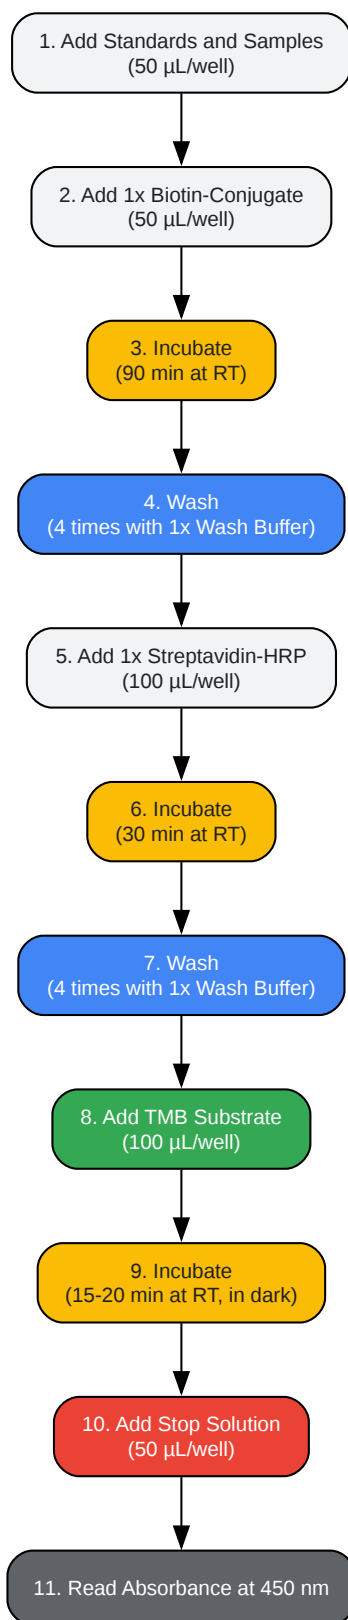 1. Add Standards and Samples
(50 µL/well)
2. Add 1x Biotin-Conjugate
(50 µL/well)
3. Incubate
(90 min at RT)
4. Wash
(4 times with 1x Wash Buffer)
5. Add 1x Streptavidin-HRP
(100 µL/well)
6. Incubate
(30 min at RT)
7. Wash
(4 times with 1x Wash Buffer)
8. Add TMB Substrate
(100 µL/well)
9. Incubate
(15-20 min at RT, in dark)
10. Add Stop Solution
(50 µL/well)
11. Read Absorbance at 450 nm